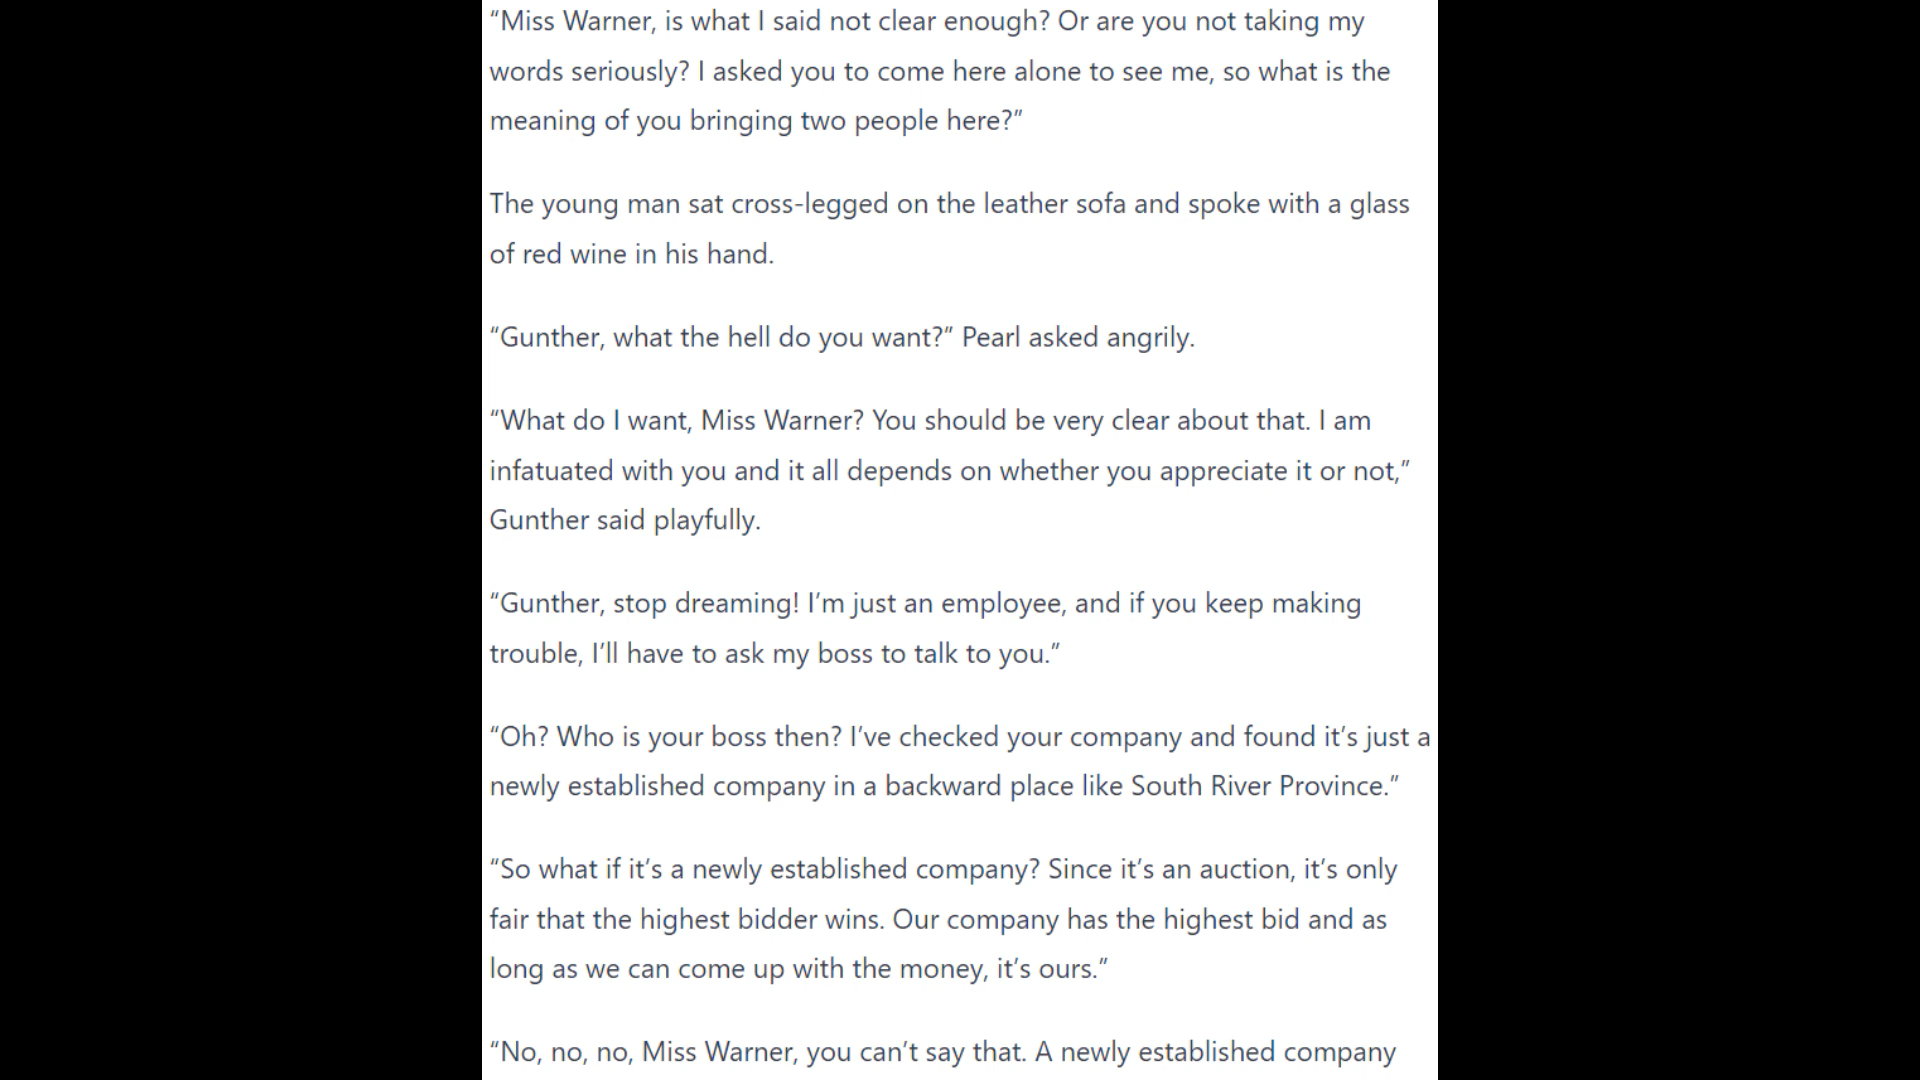 “Miss Warner, is what I said not clear enough? Or are you not taking my
words seriously? I asked you to come here alone to see me, so what is the
meaning of you bringing two people here?”
The young man sat cross-legged on the leather sofa and spoke with a glass
of red wine in his hand.
“Gunther, what the hell do you want?” Pearl asked angrily.
“What do I want, Miss Warner? You should be very clear about that. I am
infatuated with you and it all depends on whether you appreciate it or not,”
Gunther said playfully.
“Gunther, stop dreaming! I’m just an employee, and if you keep making
trouble, I’ll have to ask my boss to talk to you.”
“Oh? Who is your boss then? I’ve checked your company and found it’s just a
newly established company in a backward place like South River Province.”
“So what if it’s a newly established company? Since it’s an auction, it’s only
fair that the highest bidder wins. Our company has the highest bid and as
long as we can come up with the money, it’s ours.”
“No, no, no, Miss Warner, you can’t say that. A newly established company